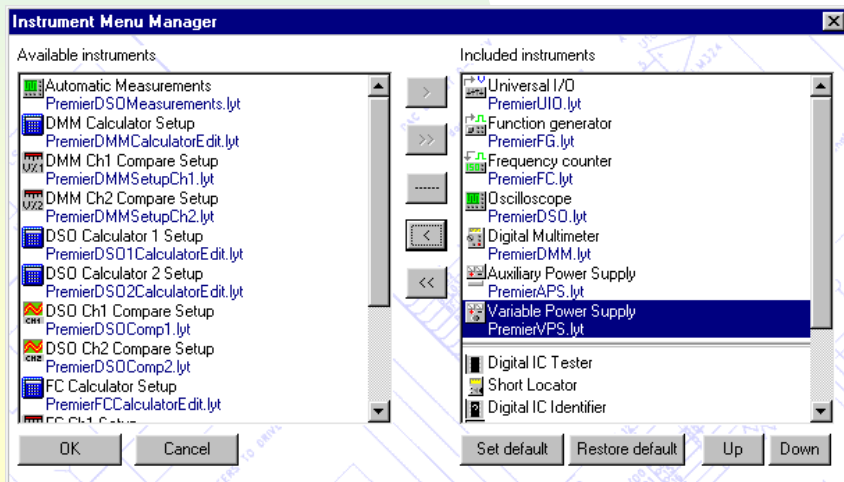 Instrument Menu Manager
Available instruments
Automatic Measurements
PremierDSOMeasurements.lyt
DMM Calculator Setup
PremierDMMCalculatorEdit.lyt
DMM Ch1 Compare Setup
PremierDMMSetupCh1.lyt
DMM Ch2 Compare Setup
PremierDMMSetupCh2.lyt
DSO Calculator 1 Setup
PremierDSO1CalculatorEdit.lyt
DSO Calculator 2 Setup
PremierDSO2CalculatorEdit.lyt
DSO Ch1 Compare Setup
PremierDSOComp1.lyt
DSO Ch2 Compare Setup
PremierDSOComp2.lyt
FC Calculator Setup
PremierFCCalculatorEdit.lyt
FC Ch1 Setup
>
>>
------
<
<<
Included instruments
Universal I/O
PremierUIO.lyt
Function generator
PremierFG.lyt
Frequency counter
PremierFC.lyt
Oscilloscope
PremierDSO.lyt
Digital Multimeter
PremierDMM.lyt
Auxiliary Power Supply
PremierAPS.lyt
Variable Power Supply
PremierVPS.lyt
Digital IC Tester
Short Locator
Digital IC Identifier
OK
Cancel
Set default
Restore default
Up
Down